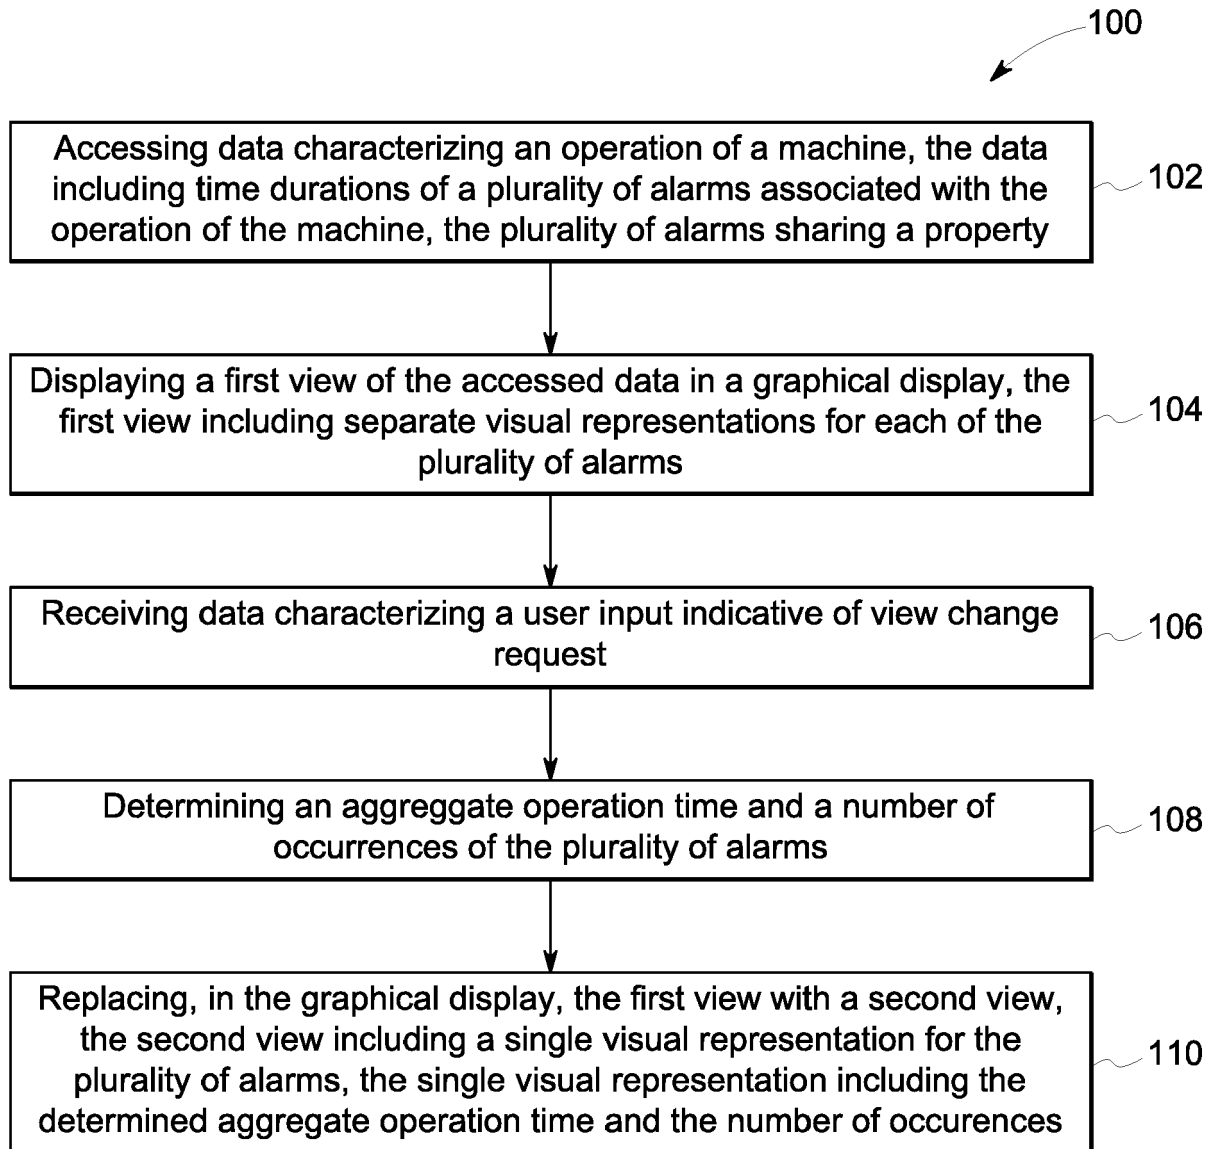 100
Accessing data characterizing an operation of a machine, the data
including time durations of a plurality of alarms associated with the
operation of the machine, the plurality of alarms sharing a property
102
Displaying a first view of the accessed data in a graphical display, the
first view including separate visual representations for each of the
plurality of alarms
104
Receiving data characterizing a user input indicative of view change
request
106
Determining an aggreggate operation time and a number of
occurrences of the plurality of alarms
108
Replacing, in the graphical display, the first view with a second view,
the second view including a single visual representation for the
plurality of alarms, the single visual representation including the
determined aggregate operation time and the number of occurences
110